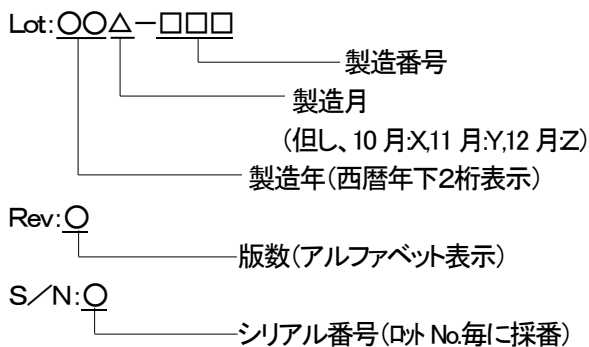 Lot:○○△－□□□
製造番号
製造月
(但し、10月:X,11月:Y,12月:Z)
製造年(西暦年下2桁表示)
Rev:○
版数(アルファベット表示)
S／N:○
シリアル番号(ロット No.毎に採番)